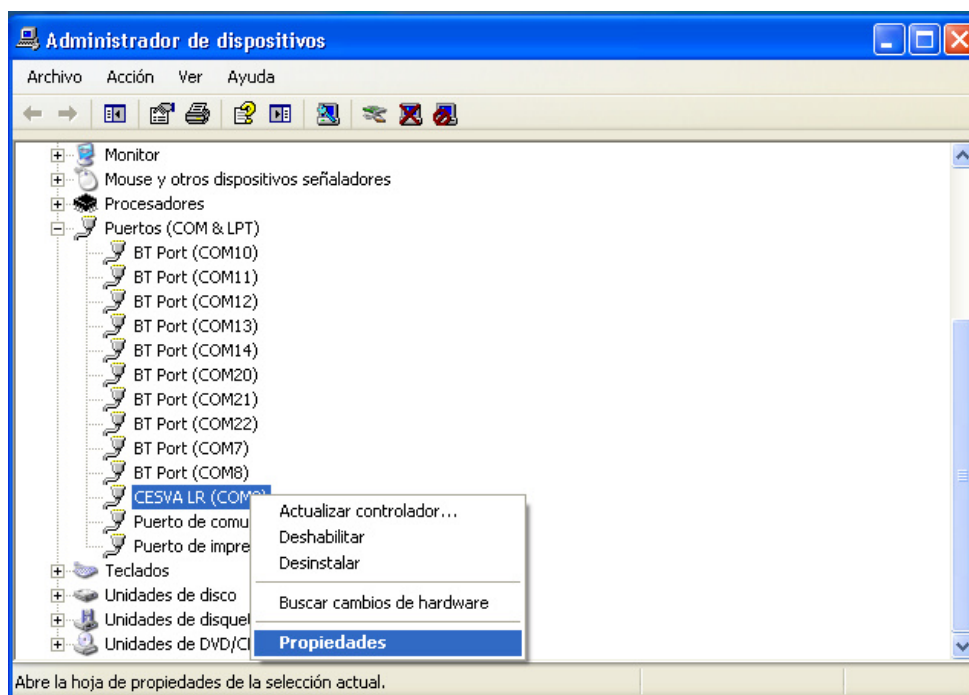 Administrador de dispositivos
Archivo Acción Ver Ayuda
Monitor
Mouse y otros dispositivos señaladores
Procesadores
Puertos (COM & LPT)
BT Port (COM10)
BT Port (COM11)
BT Port (COM12)
BT Port (COM13)
BT Port (COM14)
BT Port (COM20)
BT Port (COM21)
BT Port (COM22)
BT Port (COM7)
BT Port (COM8)
CESVA LR
Puerto de
Puerto de
Teclados
Unidades de disco
Unidades de
Unidades de
Actualizar controlador...
Deshabilitar
Desinstalar
Buscar cambios de hardware
Propiedades
Abre la hoja de propiedades de la selección actual.